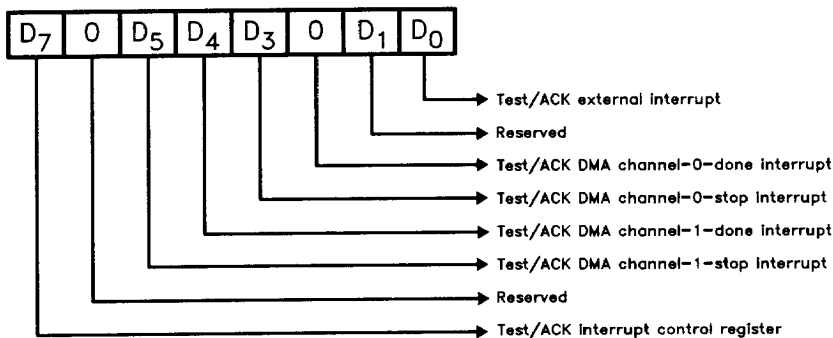 D7 0 D5 D4 D3 0 D1 D0
Test/ACK external interrupt
Reserved
Test/ACK DMA channel-0-done interrupt
Test/ACK DMA channel-0-stop interrupt
Test/ACK DMA channel-1-done interrupt
Test/ACK DMA channel-1-stop interrupt
Reserved
Test/ACK interrupt control register